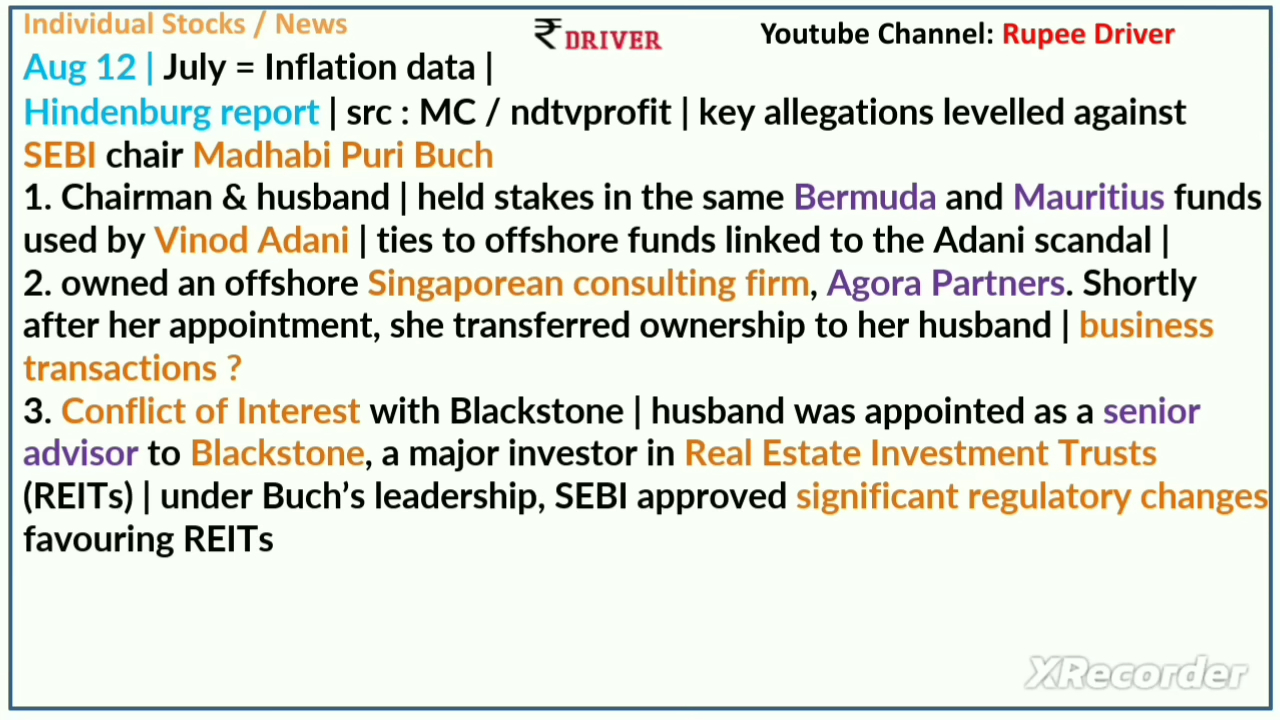 Individual Stocks / News
₹ DRIVER
Youtube Channel: Rupee Driver
Aug 12 | July = Inflation data |
Hindenburg report | src : MC / ndtvprofit | key allegations levelled against
SEBI chair Madhabi Puri Buch
1. Chairman & husband | held stakes in the same Bermuda and Mauritius funds
used by Vinod Adani | ties to offshore funds linked to the Adani scandal |
2. owned an offshore Singaporean consulting firm, Agora Partners. Shortly
after her appointment, she transferred ownership to her husband | business
transactions ?
3. Conflict of Interest with Blackstone | husband was appointed as a senior
advisor to Blackstone, a major investor in Real Estate Investment Trusts
(REITs) | under Buch’s leadership, SEBI approved significant regulatory changes
favouring REITs
XRecorder